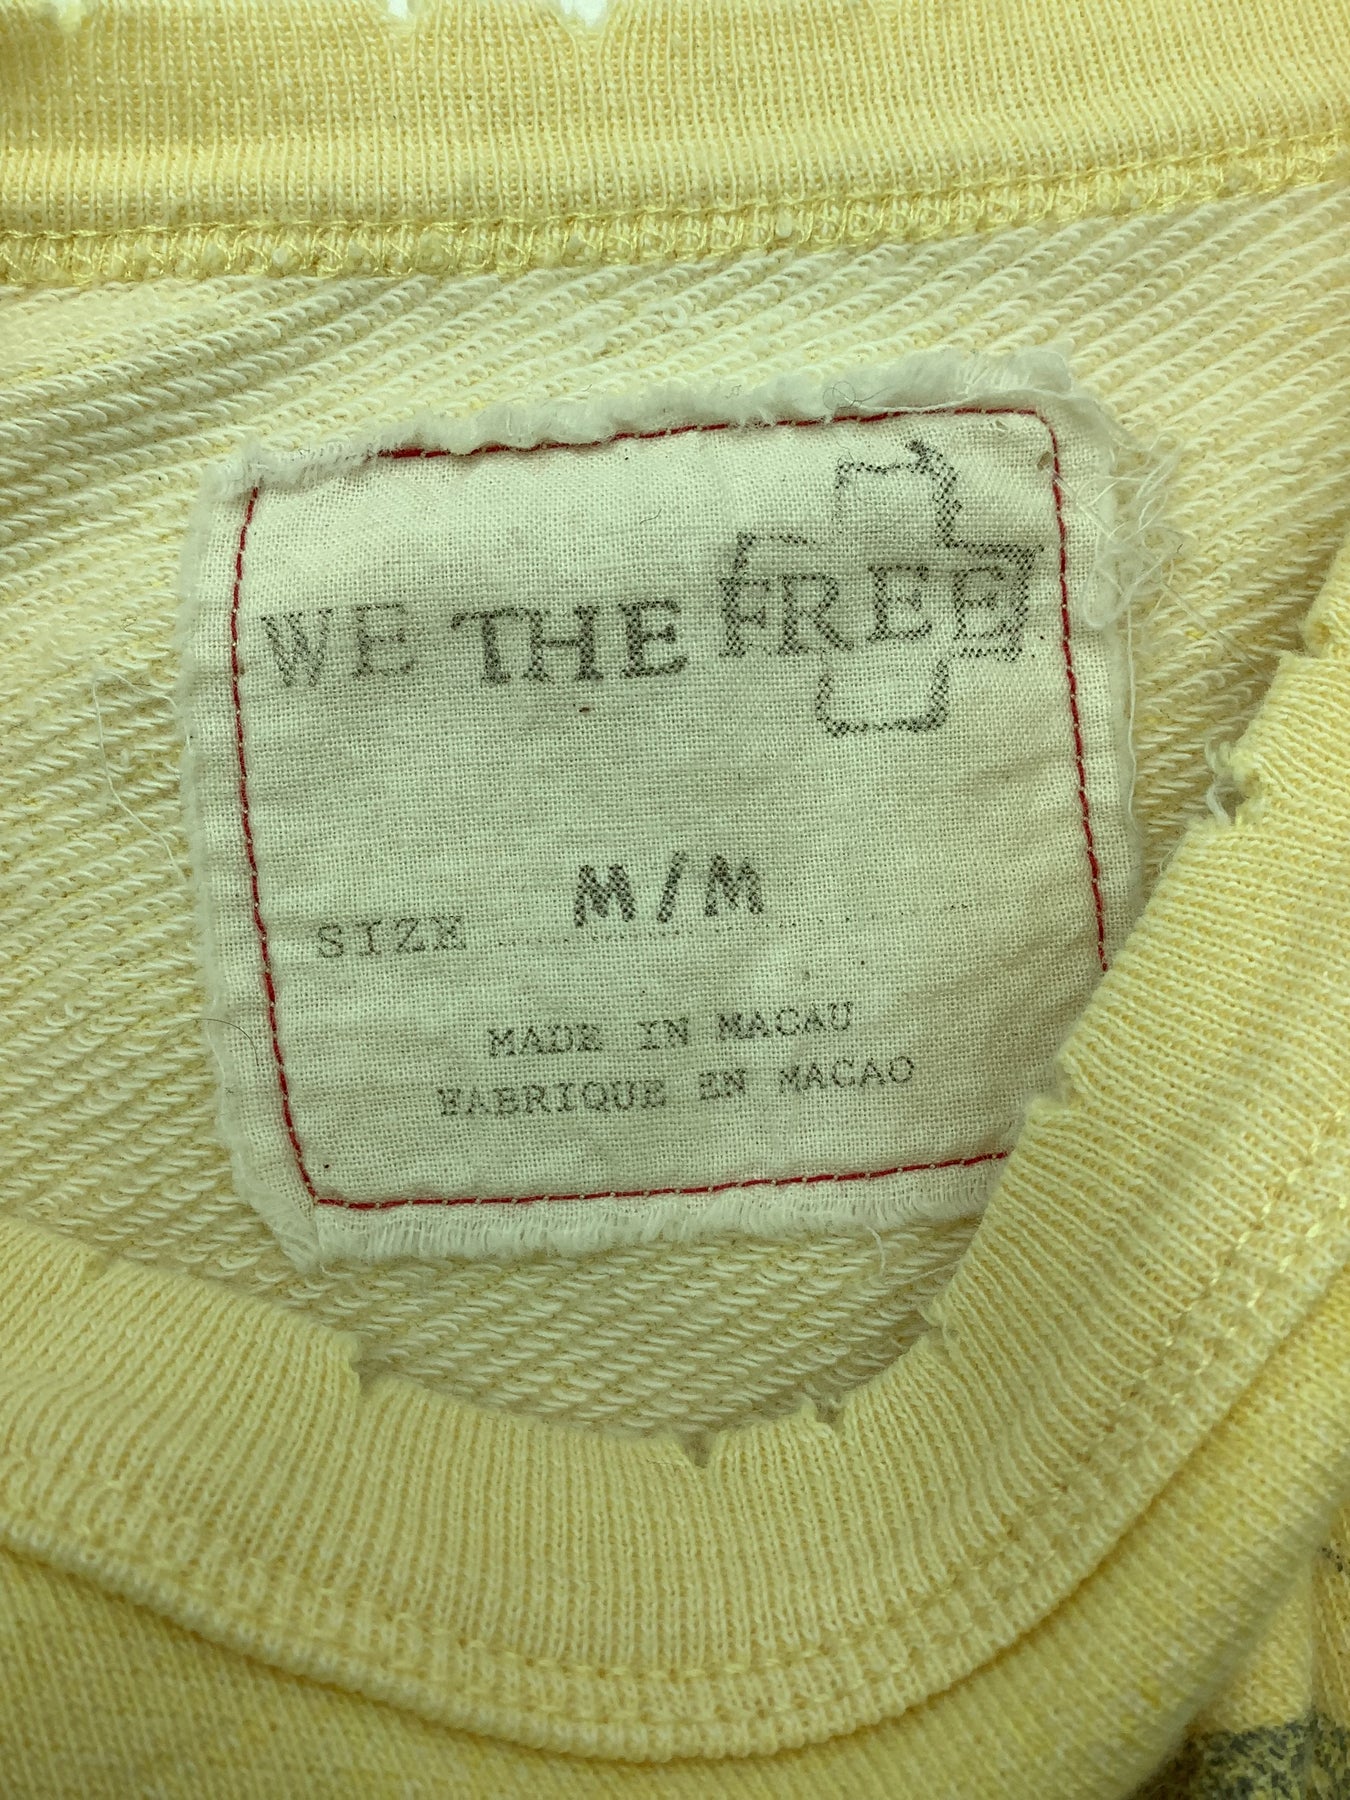 WE THE FREE
SIZE M/M
MADE IN MACAU
FABRIQUE EN MACAO